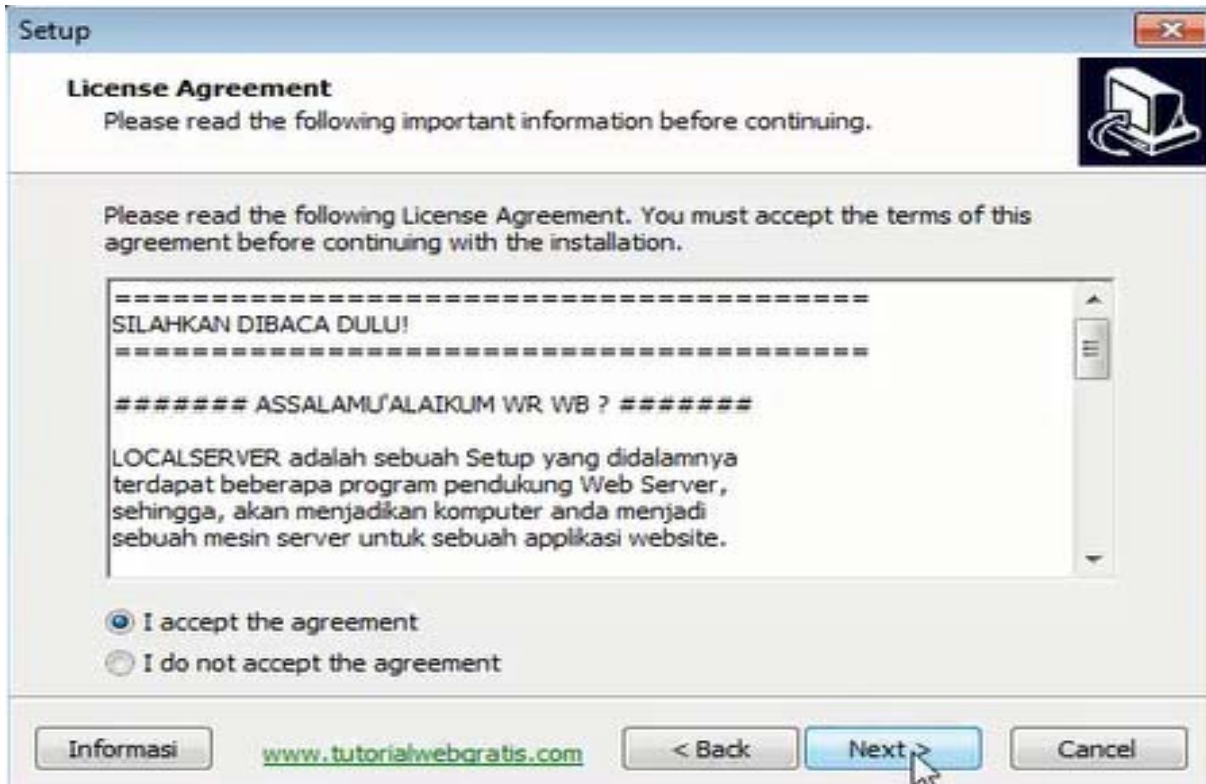 Setup
License Agreement
Please read the following important information before continuing.
Please read the following License Agreement. You must accept the terms of this
agreement before continuing with the installation.
=======================================
SILAHKAN DIBACA DULU!
=======================================
####### ASSALAMU'ALAIKUM WR WB ? #######
LOCALSERVER adalah sebuah Setup yang didalamnya
terdapat beberapa program pendukung Web Server,
sehingga, akan menjadikan komputer anda menjadi
sebuah mesin server untuk sebuah applikasi website.
I accept the agreement
I do not accept the agreement
Informasi
www.tutorialwebgratis.com
< Back
Next >
Cancel